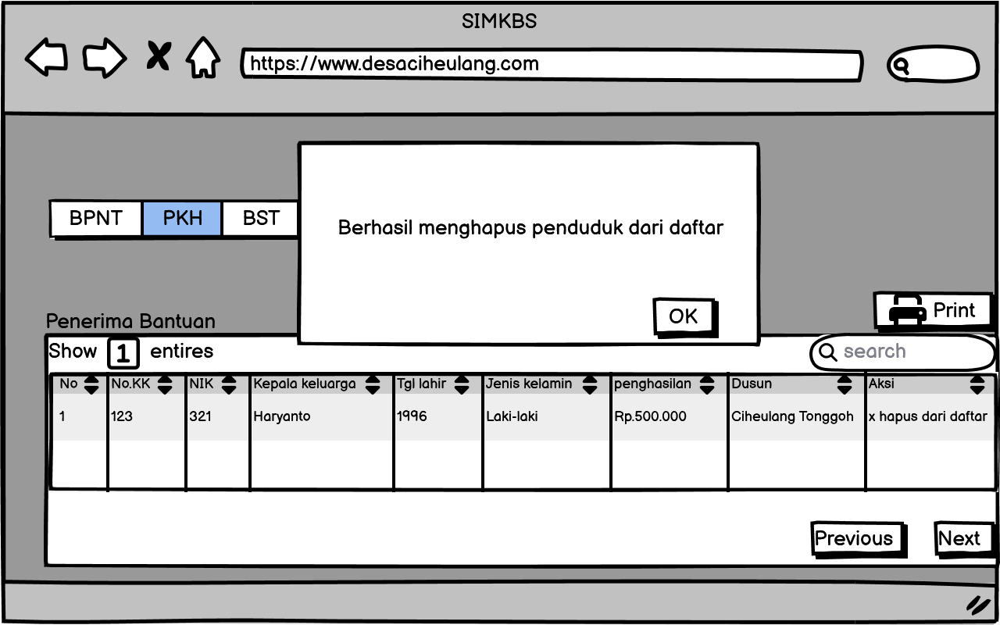 SIMKBS
https://www.desaciheulang.com
BPNT PKH BST
Berhasil menghapus penduduk dari daftar
OK
Print
Penerima Bantuan
Show 1 entires
search
No No.KK NIK Kepala keluarga Tgl lahir Jenis kelamin penghasilan Dusun Aksi
1 123 321 Haryanto 1996 Laki-laki Rp.500.000 Ciheulang Tonggoh x hapus dari daftar
Previous Next